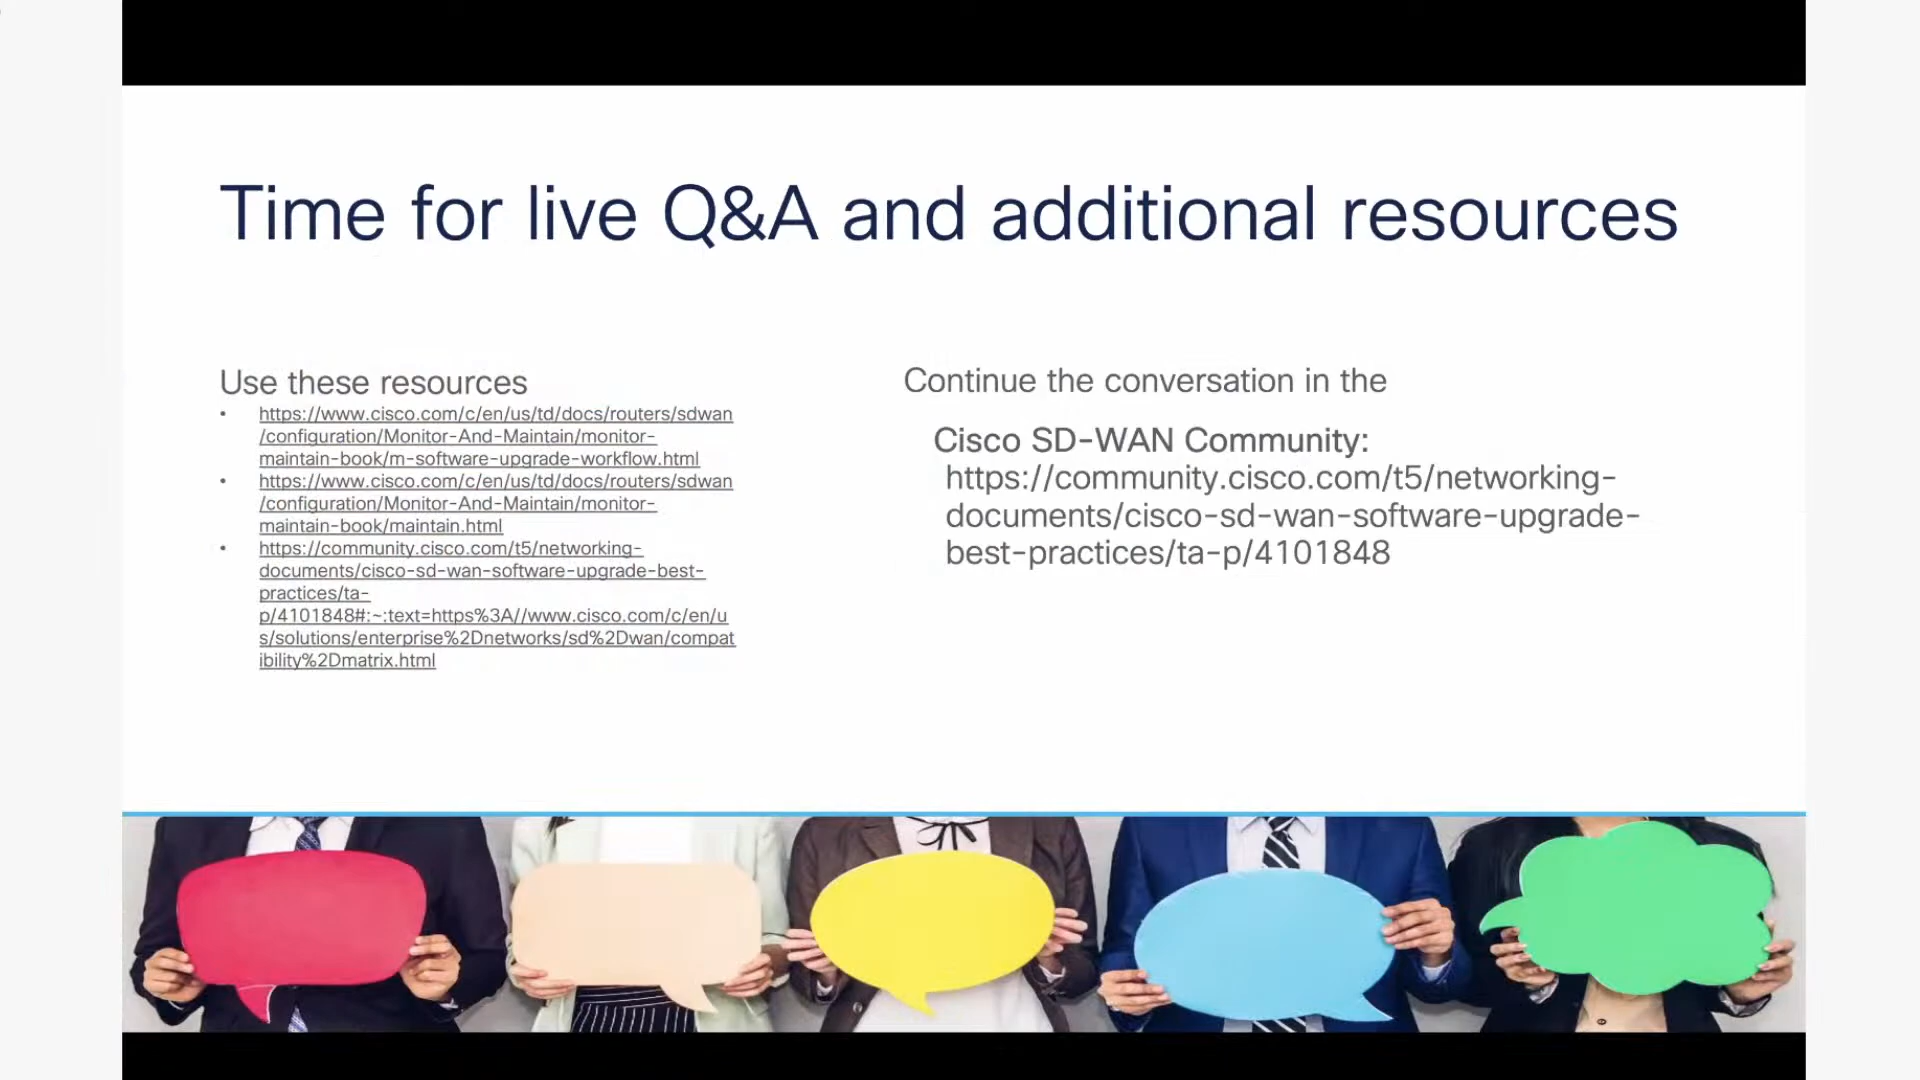 Time for live Q&A and additional resources
Use these resources
• https://www.cisco.com/c/en/us/td/docs/routers/sdwan
/configuration/Monitor-And-Maintain/monitor-
maintain-book/m-software-upgrade-workflow.html
• https://www.cisco.com/c/en/us/td/docs/routers/sdwan
/configuration/Monitor-And-Maintain/monitor-
maintain-book/maintain.html
• https://community.cisco.com/t5/networking-
documents/cisco-sd-wan-software-upgrade-best-
practices/ta-
p/4101848#:~:text=https%3A//www.cisco.com/c/en/u
s/solutions/enterprise%2Dnetworks/sd%2Dwan/compat
ibility%2Dmatrix.html
Continue the conversation in the
Cisco SD-WAN Community:
https://community.cisco.com/t5/networking-
documents/cisco-sd-wan-software-upgrade-
best-practices/ta-p/4101848